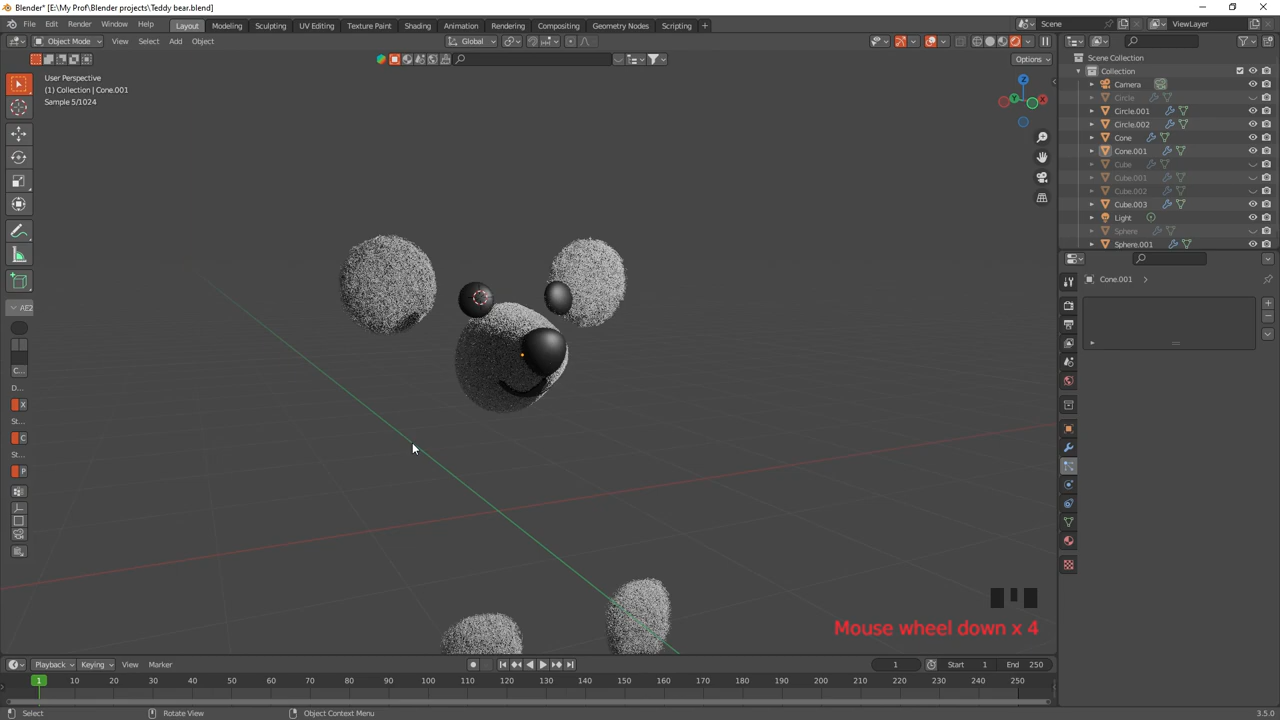 Blender* [E:\My Prof\Blender projects\Teddy bear.blend]
File Edit Render Window Help Layout Modeling Sculpting UV Editing Texture Paint Shading Animation Rendering Compositing Geometry Nodes Scripting + Scene ViewLayer
Object Mode View Select Add Object Global
Options
User Perspective
(1) Collection | Cone.001
Sample 5/1024
Z
Y
X
Scene Collection
Collection
Camera
Circle
Circle.001
Circle.002
Cone
Cone.001
Cube
Cube.001
Cube.002
Cube.003
Light
Sphere
Sphere.001
Cone.001
AE2
C...
D...
X
St...
C
St...
P
Mouse wheel down x 4
Playback Keying View Marker 1 Start 1 End 250
1 10 20 30 40 50 60 70 80 90 100 110 120 130 140 150 160 170 180 190 200 210 220 230 240 250
Select Rotate View Object Context Menu 3.5.0